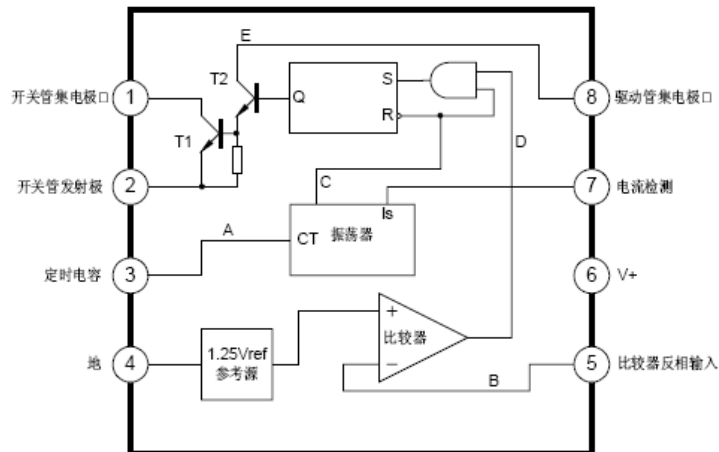 E
开关管集电极口
1
T2
S
8
驱动管集电极口
Q
T1
R
D
开关管发射极
2
C
7
电流检测
Is
A
CT
振荡器
定时电容
3
6
V+
+
比较器
地
4
1.25Vref
参考源
−
5
比较器反相输入
B